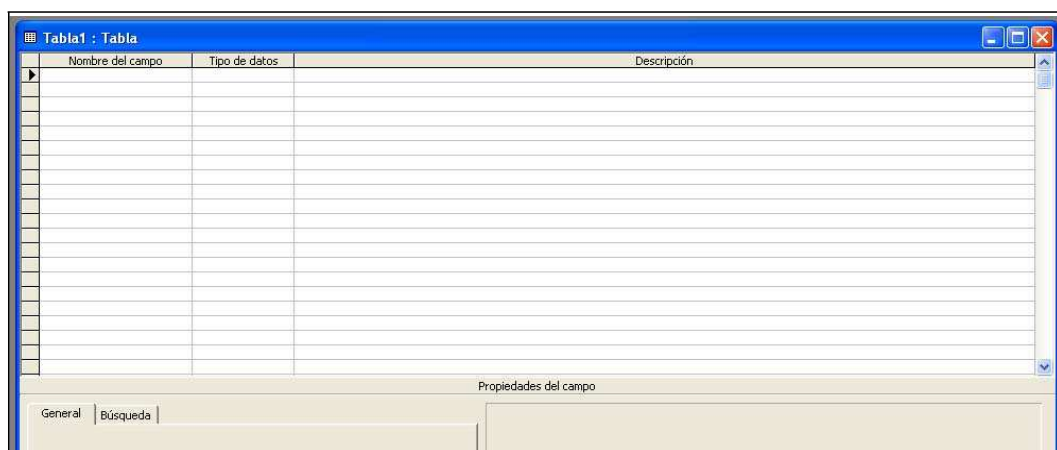 Tabla1 : Tabla
Nombre del campo Tipo de datos Descripción
Propiedades del campo
General Búsqueda